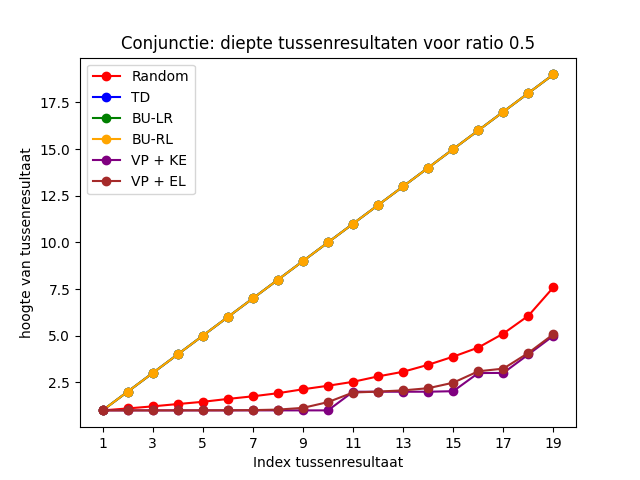 Conjunctie: diepte tussenresultaten voor ratio 0.5
Random
TD
BU-LR
BU-RL
VP + KE
VP + EL
hoogte van tussenresultaat
17.5
15.0
12.5
10.0
7.5
5.0
2.5
1 3 5 7 9 11 13 15 17 19
Index tussenresultaat